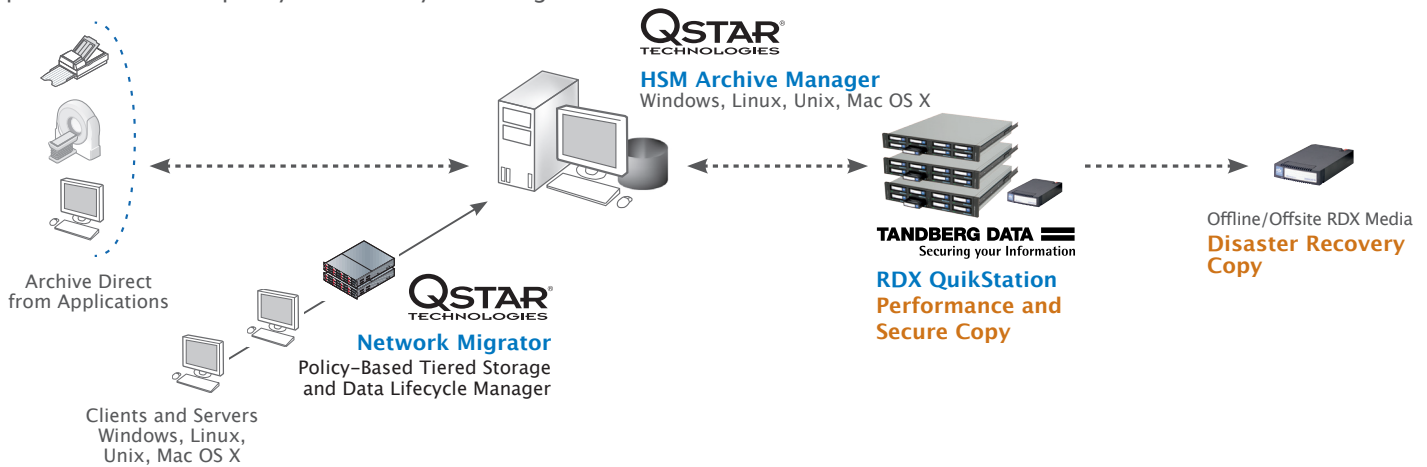 QSTAR®
TECHNOLOGIES
HSM Archive Manager
Windows, Linux, Unix, Mac OS X
Archive Direct
from Applications
QSTAR®
TECHNOLOGIES
Network Migrator
Policy-Based Tiered Storage
and Data Lifecycle Manager
Clients and Servers
Windows, Linux,
Unix, Mac OS X
TANDBERG DATA
Securing your Information
RDX QuikStation
Performance and
Secure Copy
Offline/Offsite RDX Media
Disaster Recovery
Copy